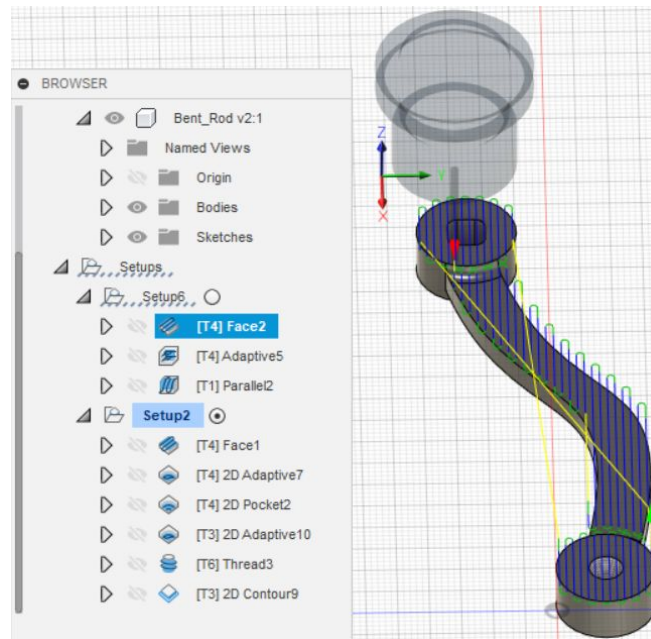 BROWSER
Bent_Rod v2:1
Named Views
Origin
Bodies
Sketches
Setups
Setup6
[T4] Face2
[T4] Adaptive5
[T1] Parallel2
Setup2
[T4] Face1
[T4] 2D Adaptive7
[T4] 2D Pocket2
[T3] 2D Adaptive10
[T6] Thread3
[T3] 2D Contour9
Z
Y
X